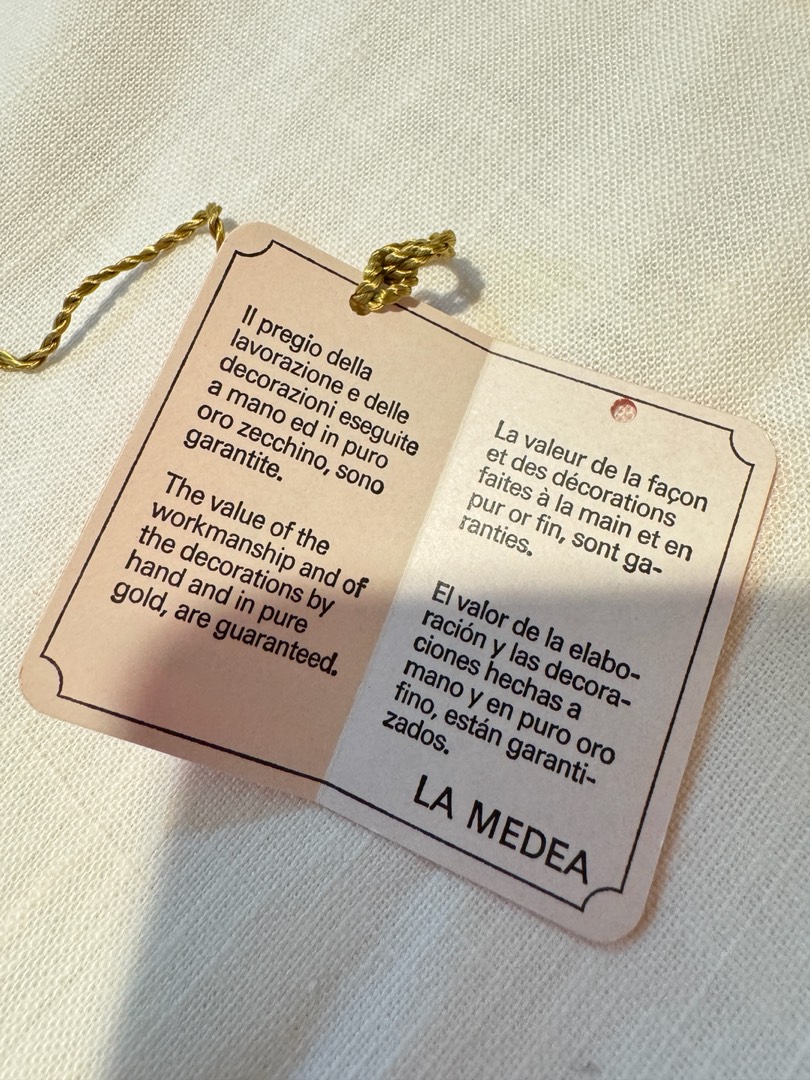 Il pregio della
lavorazione e delle
decorazioni eseguite
a mano ed in puro
oro zecchino, sono
garantite.
The value of the
workmanship and of
the decorations by
hand and in pure
gold, are guaranteed.
La valeur de la façon
et des décorations
faites à la main et en
pur or fin, sont ga-
ranties.
El valor de la elabo-
ración y las decora-
ciones hechas a
mano y en puro oro
fino, están garanti-
zados.
LA MEDEA